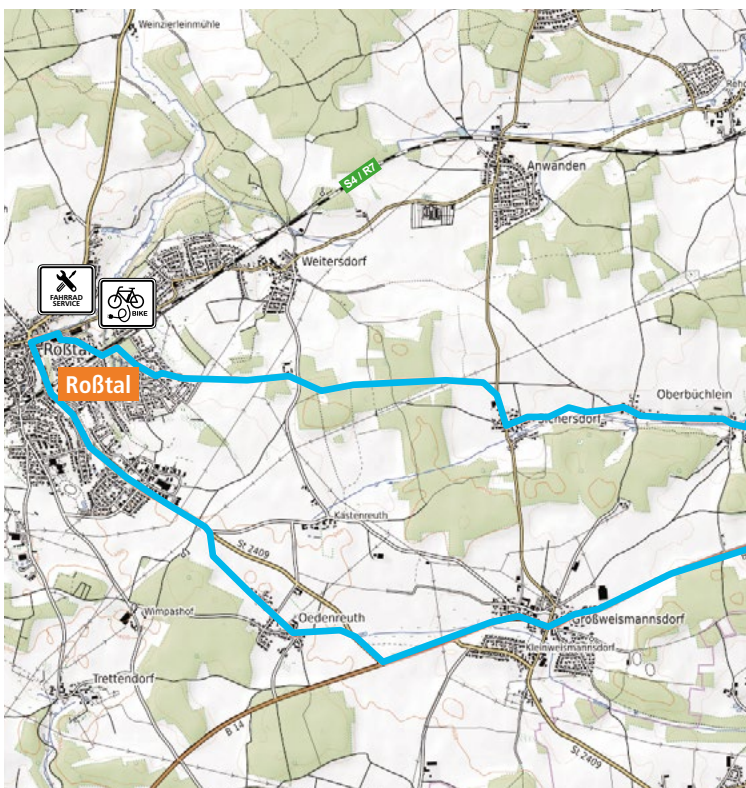 Weinzierleinmühle
S4 / R7
Anwanden
Weitersdorf
FAHRRAD
SERVICE
BIKE
Roßtal
Roßtal
Oberbüchlein
Kastenreuth
St 2409
Wimpashof
Oedenreuth
Großweismannsdorf
Kleinweismannsdorf
Trettendorf
B 14
St 2409